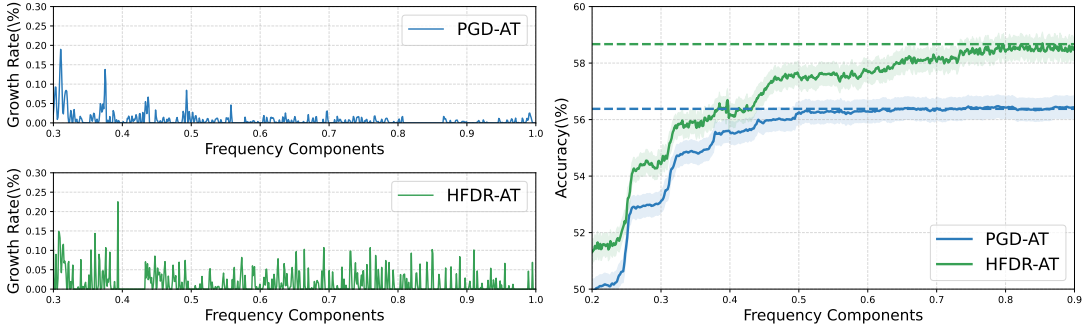 0.30
0.25
0.20
0.15
0.10
0.05
0.00
Growth Rate(\%)
PGD-AT
0.3 0.4 0.5 0.6 0.7 0.8 0.9 1.0
Frequency Components
0.30
0.25
0.20
0.15
0.10
0.05
0.00
Growth Rate(\%)
HFDR-AT
0.3 0.4 0.5 0.6 0.7 0.8 0.9 1.0
Frequency Components
60
58
56
54
52
50
Accuracy(\%)
PGD-AT
HFDR-AT
0.2 0.3 0.4 0.5 0.6 0.7 0.8 0.9
Frequency Components